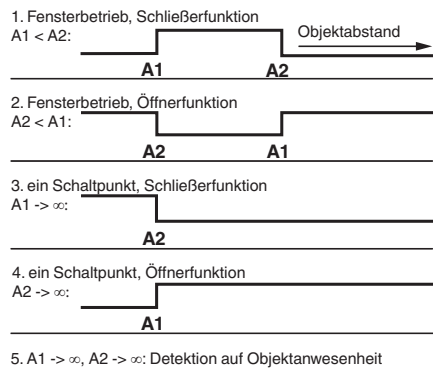 1. Fensterbetrieb, Schließerfunktion
A1 < A2:
Objektabstand
A1
A2
2. Fensterbetrieb, Öffnerfunktion
A2 < A1:
A2
A1
3. ein Schaltpunkt, Schließerfunktion
A1 -> ∞:
A2
4. ein Schaltpunkt, Öffnerfunktion
A2 -> ∞:
A1
5. A1 -> ∞, A2 -> ∞: Detektion auf Objektanwesenheit